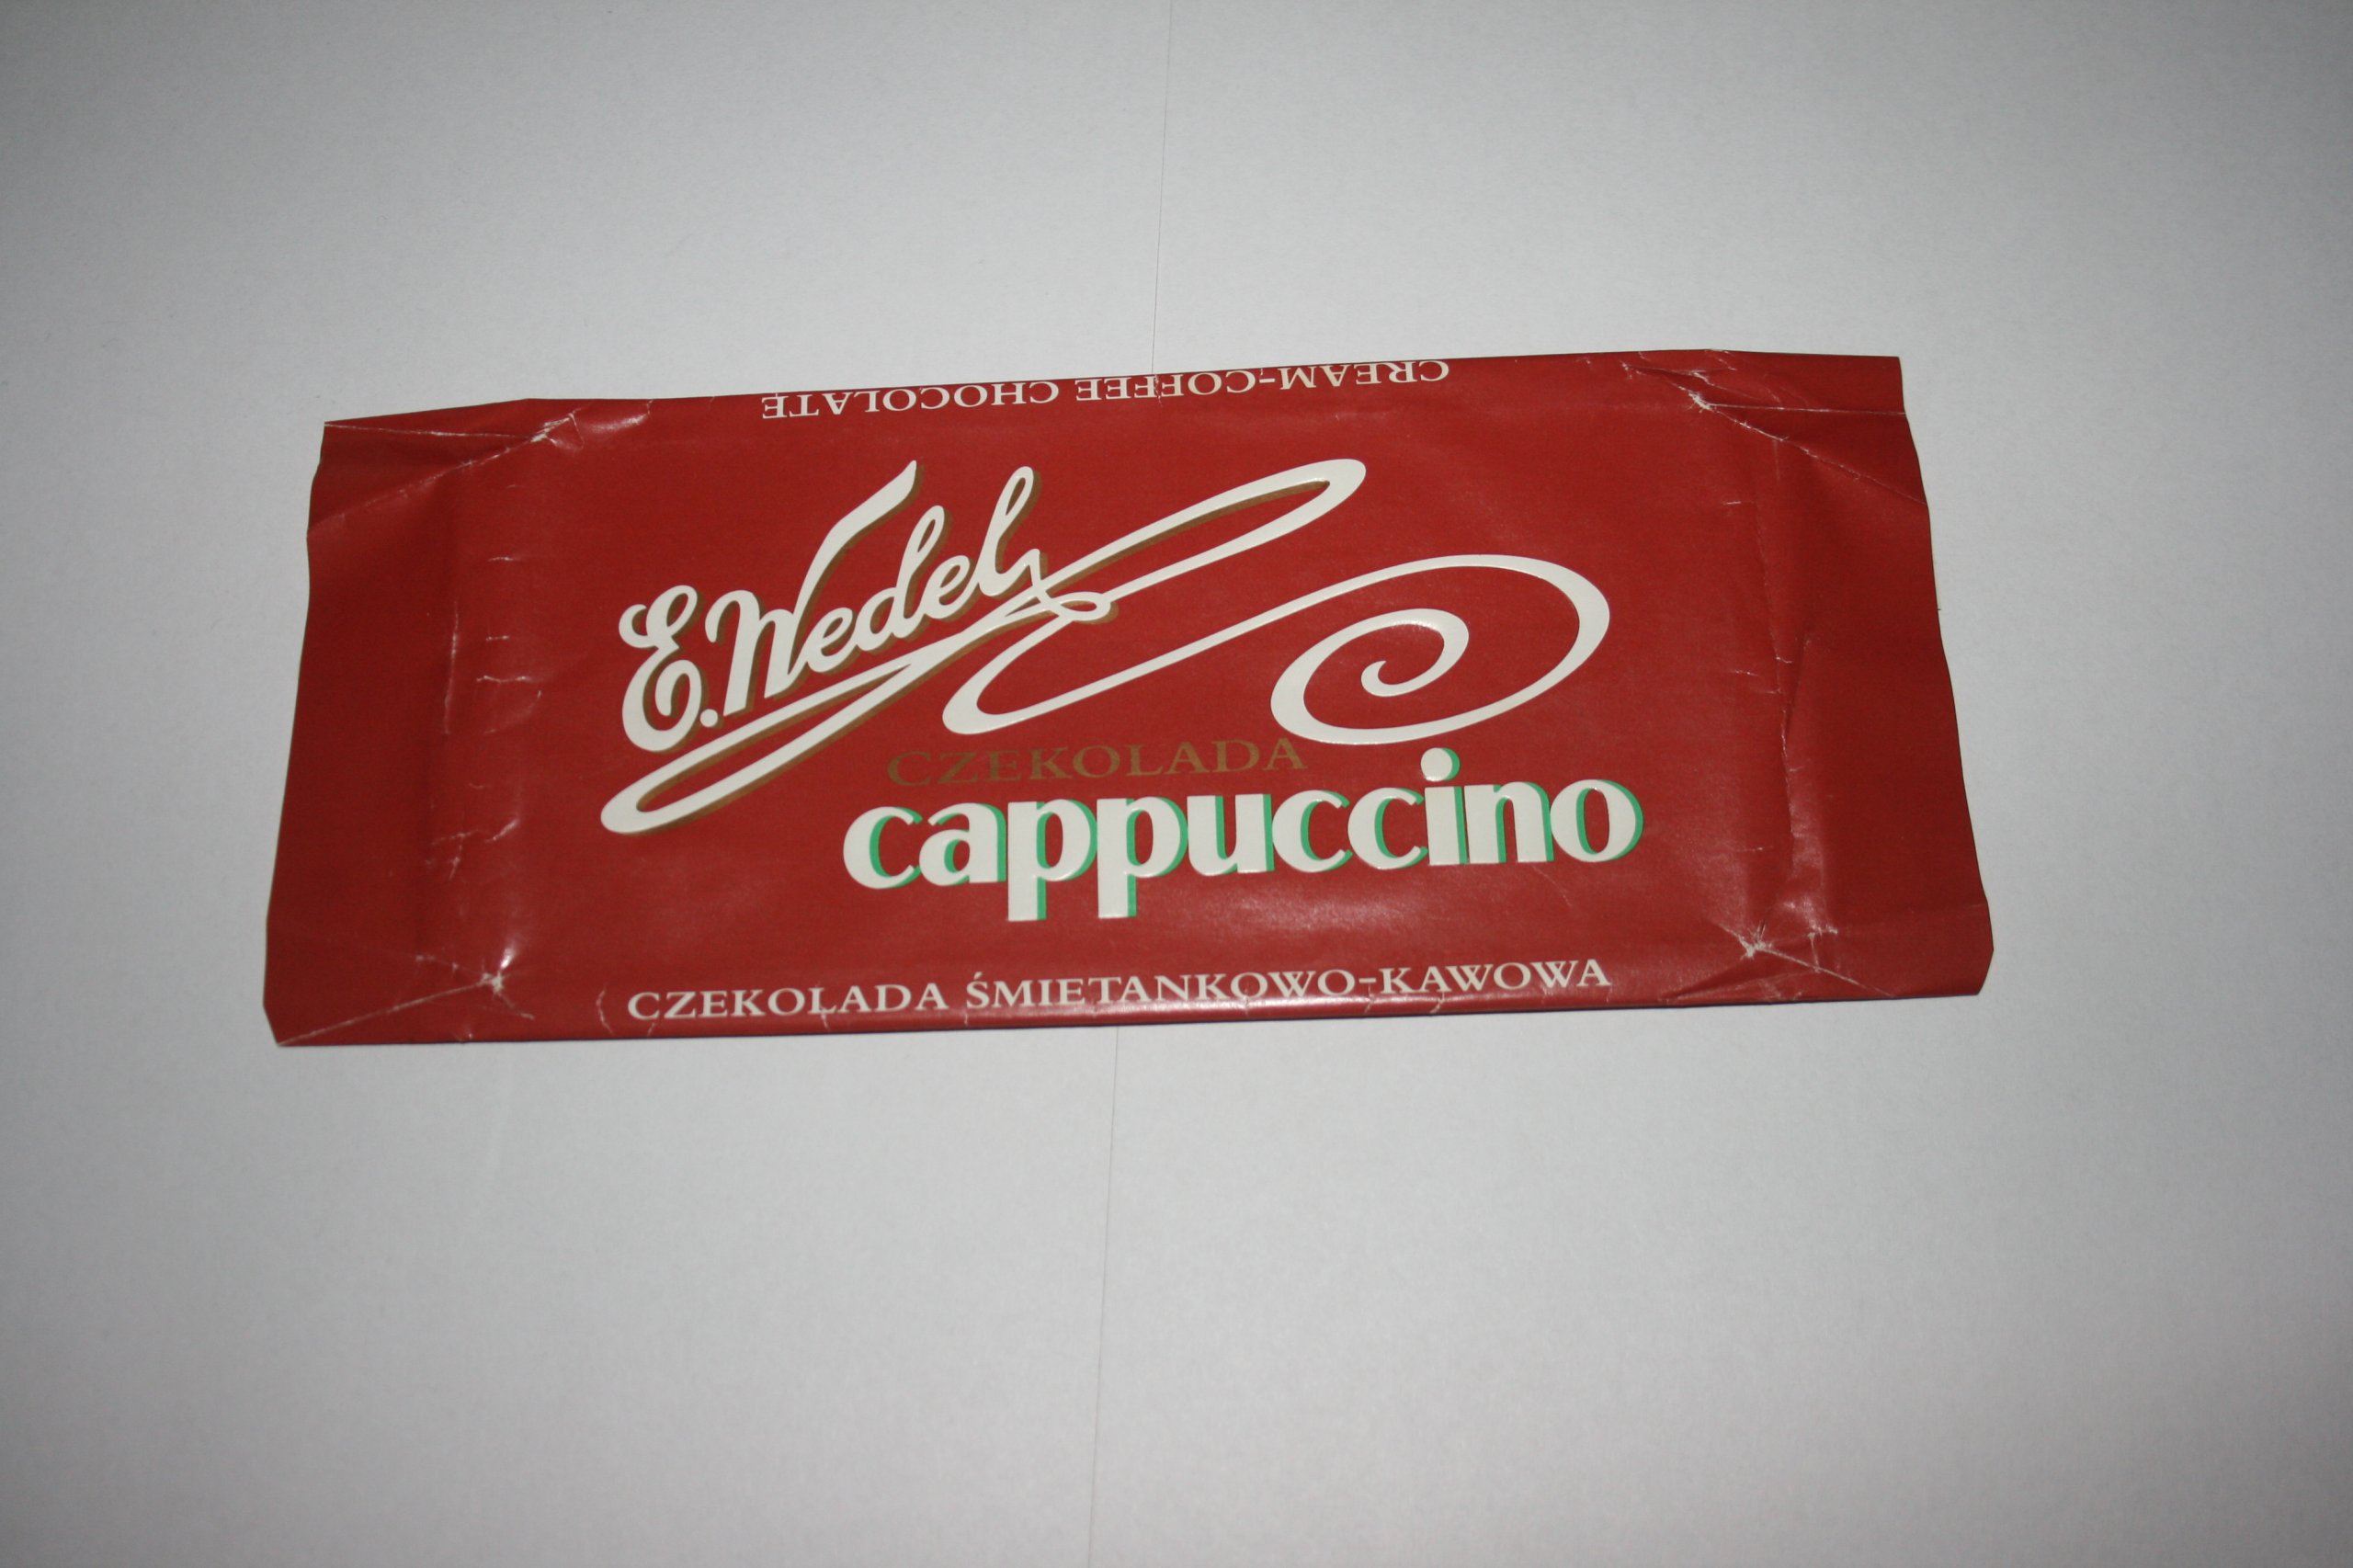 CREAM-COFFEE CHOCOLATE
E.Wedel
CZEKOLADA
cappuccino
CZEKOLADA ŚMIETANKOWO-KAWOWA